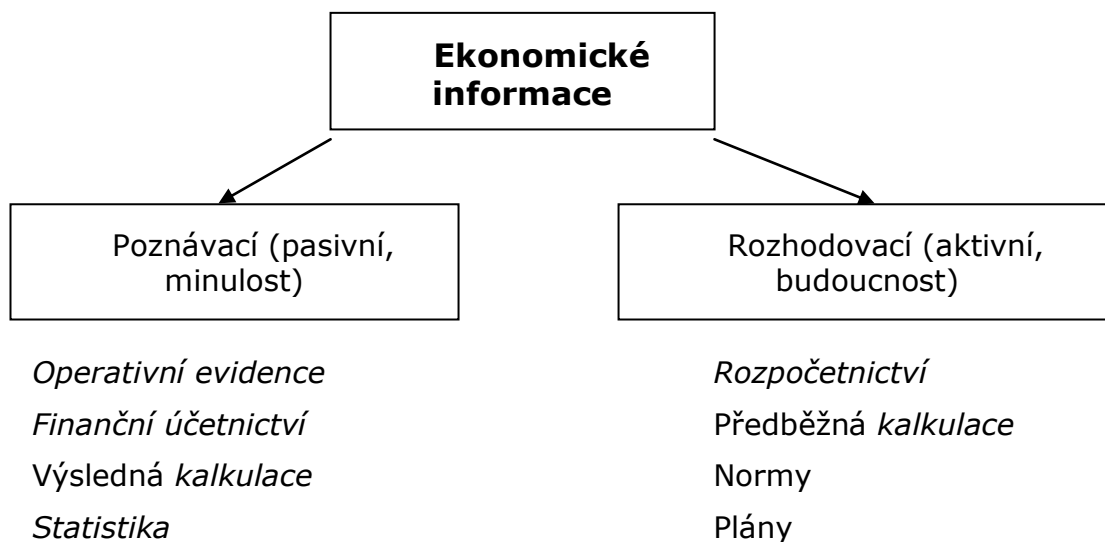 Ekonomické
informace
Poznávací (pasivní,
minulost)
Rozhodovací (aktivní,
budoucnost)
Operativní evidence
Finanční účetnictví
Výsledná kalkulace
Statistika
Rozpočetnictví
Předběžná kalkulace
Normy
Plány